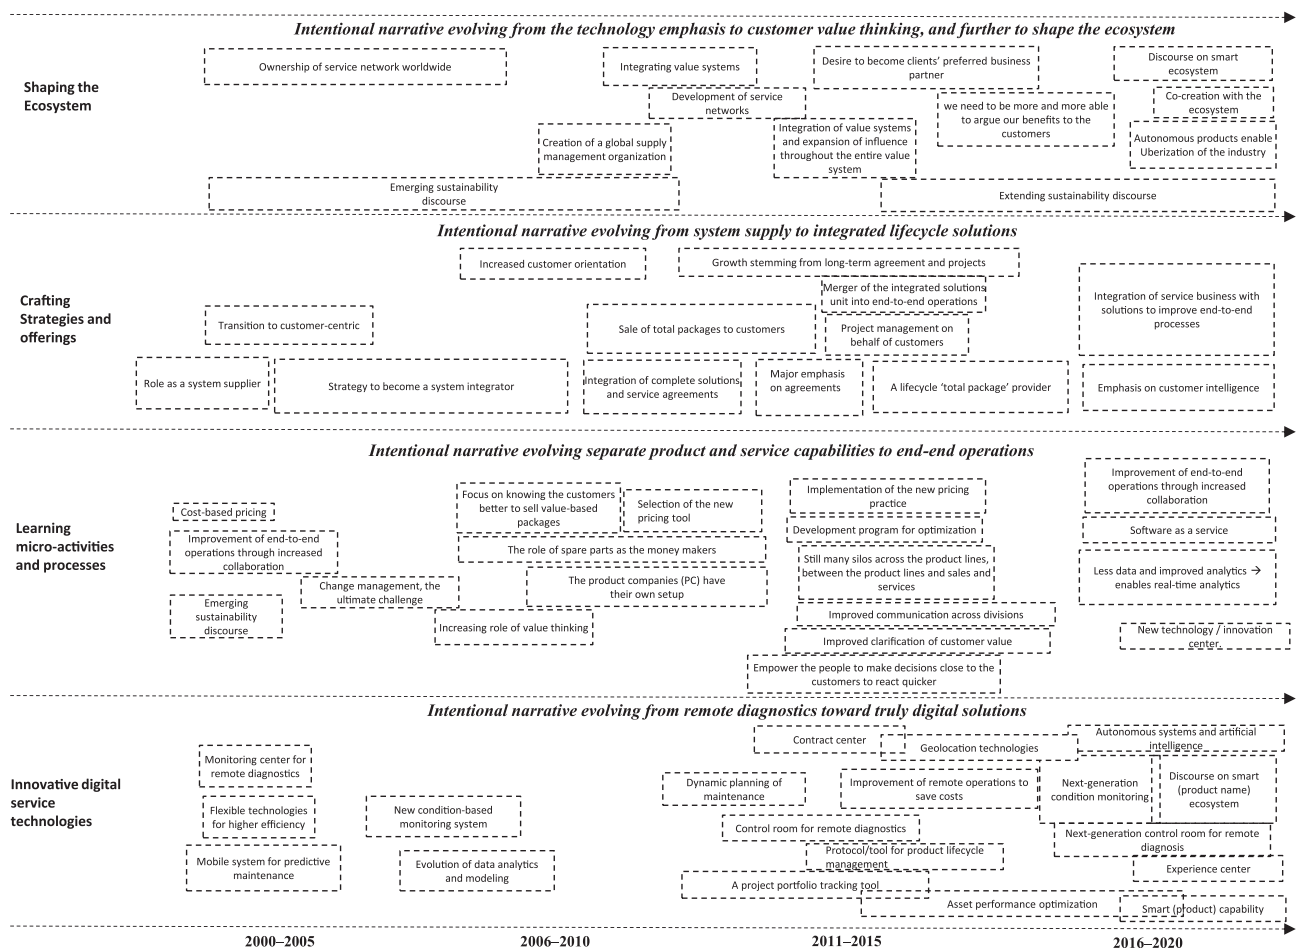 Intentional narrative evolving from the technology emphasis to customer value thinking, and further to shape the ecosystem
Shaping the
Ecosystem
Ownership of service network worldwide
Integrating value systems
Desire to become clients' preferred business
partner
Discourse on smart
ecosystem
Development of service
networks
we need to be more and more able
to argue our benefits to the
customers
Co-creation with the
ecosystem
Creation of a global supply
management organization
Integration of value systems
and expansion of influence
throughout the entire value
system
Autonomous products enable
Uberization of the industry
Emerging sustainability
discourse
Extending sustainability discourse
Intentional narrative evolving from system supply to integrated lifecycle solutions
Crafting
Strategies and
offerings
Increased customer orientation
Growth stemming from long-term agreement and projects
Merger of the integrated solutions
unit into end-to-end operations
Integration of service business with
solutions to improve end-to-end
processes
Transition to customer-centric
Sale of total packages to customers
Project management on
behalf of customers
Role as a system supplier
Strategy to become a system integrator
Integration of complete solutions
and service agreements
Major emphasis
on agreements
A lifecycle 'total package' provider
Emphasis on customer intelligence
Intentional narrative evolving separate product and service capabilities to end-end operations
Learning
micro-activities
and processes
Cost-based pricing
Focus on knowing the customers
better to sell value-based
packages
Selection of the new
pricing tool
Implementation of the new pricing
practice
Improvement of end-to-end
operations through increased
collaboration
Development program for optimization
Software as a service
Improvement of end-to-end
operations through increased
collaboration
The role of spare parts as the money makers
Still many silos across the product lines,
between the product lines and sales and
services
Less data and improved analytics →
enables real-time analytics
Change management, the
ultimate challenge
The product companies (PC) have
their own setup
Emerging
sustainability
discourse
Increasing role of value thinking
Improved communication across divisions
Improved clarification of customer value
New technology / innovation
center.
Empower the people to make decisions close to the
customers to react quicker
Intentional narrative evolving from remote diagnostics toward truly digital solutions
Innovative digital
service
technologies
Monitoring center for
remote diagnostics
Contract center
Geolocation technologies
Autonomous systems and artificial
intelligence
Dynamic planning of
maintenance
Improvement of remote operations to
save costs
Next-generation
condition monitoring
Discourse on smart
(product name)
ecosystem
Flexible technologies
for higher efficiency
New condition-based
monitoring system
Control room for remote diagnostics
Next-generation control room for remote
diagnosis
Mobile system for predictive
maintenance
Evolution of data analytics
and modeling
Protocol/tool for product lifecycle
management
Experience center
A project portfolio tracking tool
Asset performance optimization
Smart (product) capability
2000–2005
2006–2010
2011–2015
2016–2020